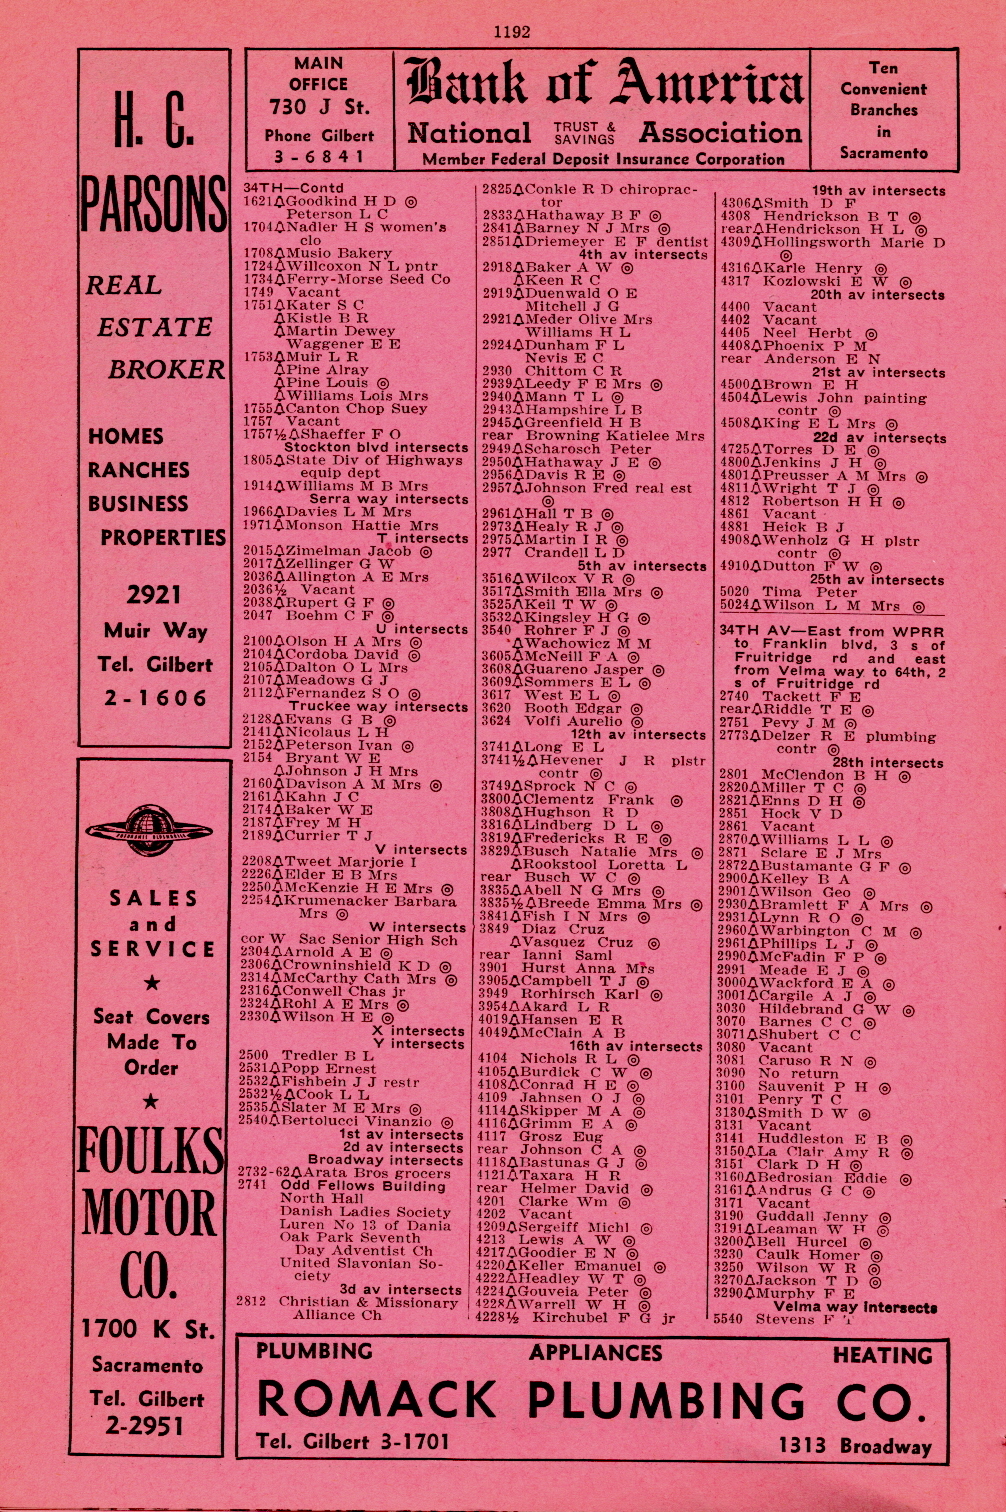 1192
H. C.
PARSONS
REAL
ESTATE
BROKER
HOMES
RANCHES
BUSINESS
PROPERTIES
2921
Muir Way
Tel. Gilbert
2-1606
SALES
and
SERVICE
★
Seat Covers
Made To
Order
★
FOULKS
MOTOR
CO.
1700 K St.
Sacramento
Tel. Gilbert
2-2951
MAIN
OFFICE
730 J St.
Phone Gilbert
3-6841
Bank of America
National TRUST & SAVINGS Association
Member Federal Deposit Insurance Corporation
Ten
Convenient
Branches
in
Sacramento
34TH—Contd
1621△Goodkind H D ◎
Peterson L C
1704△Nadler H S women's
clo
1708△Musio Bakery
1724△Willcoxon N L pntr
1734△Ferry-Morse Seed Co
1749 Vacant
1751△Kater S C
△Kistle B R
△Martin Dewey
Waggener E E
1753△Muir L R
△Pine Alray
△Pine Louis ◎
△Williams Lois Mrs
1755△Canton Chop Suey
1757 Vacant
1757½△Shaeffer F O
Stockton blvd intersects
1805△State Div of Highways
equip dept
1914△Williams M B Mrs
Serra way intersects
1966△Davies L M Mrs
1971△Monson Hattie Mrs
T intersects
2015△Zimelman Jacob ◎
2017△Zellinger G W
2036△Allington A E Mrs
2036½ Vacant
2038△Rupert G F ◎
2047 Boehm C F ◎
U intersects
2100△Olson H A Mrs ◎
2104△Cordoba David ◎
2105△Dalton O L Mrs
2107△Meadows G J
2112△Fernandez S O ◎
Truckee way intersects
2128△Evans G B ◎
2141△Nicolaus L H
2152△Peterson Ivan ◎
2154 Bryant W E
△Johnson J H Mrs
2160△Davison A M Mrs ◎
2161△Kahn J C
2174△Baker W E
2187△Frey M H
2189△Currier T J
V intersects
2208△Tweet Marjorie I
2226△Elder E B Mrs
2250△McKenzie H E Mrs ◎
2254△Krumenacker Barbara
Mrs ◎
W intersects
cor W Sac Senior High Sch
2304△Arnold A E ◎
2306△Crowninshield K D ◎
2314△McCarthy Cath Mrs ◎
2316△Conwell Chas jr
2324△Rohl A E Mrs ◎
2330△Wilson H E ◎
X intersects
Y intersects
2500 Tredler B L
2531△Popp Ernest
2532△Fishbein J J restr
2532½△Cook L L
2535△Slater M E Mrs ◎
2540△Bertolucci Vinanzio ◎
1st av intersects
2d av intersects
Broadway intersects
2732-62△Arata Bros grocers
2741 Odd Fellows Building
North Hall
Danish Ladies Society
Luren No 13 of Dania
Oak Park Seventh
Day Adventist Ch
United Slavonian So-
ciety
3d av intersects
2812 Christian & Missionary
Alliance Ch
2825△Conkle R D chiroprac-
tor
2833△Hathaway B F ◎
2841△Barney N J Mrs ◎
2851△Driemeyer E F dentist
4th av intersects
2918△Baker A W ◎
△Keen R C
2919△Duenwald O E
Mitchell J G
2921△Meder Olive Mrs
Williams H L
2924△Dunham F L
Nevis E C
2930 Chittom C R
2939△Leedy F E Mrs ◎
2940△Mann T L ◎
2943△Hampshire L B
2945△Greenfield H B
rear Browning Katielee Mrs
2949△Scharosch Peter
2950△Hathaway J E ◎
2956△Davis R E ◎
2957△Johnson Fred real est
◎
2961△Hall T B ◎
2973△Healy R J ◎
2975△Martin I R ◎
2977 Crandell L D
5th av intersects
3516△Wilcox V R ◎
3517△Smith Ella Mrs ◎
3525△Keil T W ◎
3532△Kingsley H G ◎
3540 Rohrer F J ◎
△Wachowicz M M
3605△McNeill F A ◎
3608△Guareno Jasper ◎
3609△Sommers E L ◎
3617 West E L ◎
3620 Booth Edgar ◎
3624 Volfi Aurelio ◎
12th av intersects
3741△Long E L
3741½△Hevener J R plstr
contr ◎
3749△Sprock N C ◎
3800△Clementz Frank ◎
3808△Hughson R D
3816△Lindberg D L ◎
3819△Fredericks R E ◎
3829△Busch Natalie Mrs ◎
△Rookstool Loretta L
rear Busch W C ◎
3835△Abell N G Mrs ◎
3835½△Breede Emma Mrs ◎
3841△Fish I N Mrs ◎
3849 Diaz Cruz
△Vasquez Cruz ◎
rear Ianni Saml
3901 Hurst Anna Mrs
3905△Campbell T J ◎
3949 Rorhirsch Karl ◎
3954△Akard L R
4019△Hansen E R
4049△McClain A B
16th av intersects
4104 Nichols R L ◎
4105△Burdick C W ◎
4108△Conrad H E ◎
4109 Jahnsen O J ◎
4114△Skipper M A ◎
4116△Grimm E A ◎
4117 Grosz Eug
rear Johnson C A ◎
4118△Bastunas G J ◎
4121△Taxara H R
rear Helmer David ◎
4201 Clarke Wm ◎
4202 Vacant
4209△Sergeiff Michl ◎
4213 Lewis A W ◎
4217△Goodier E N ◎
4220△Keller Emanuel ◎
4222△Headley W T ◎
4224△Gouveia Peter ◎
4228△Warrell W H ◎
4228½ Kirchubel F G jr
19th av intersects
4306△Smith D F
4308 Hendrickson B T ◎
rear△Hendrickson H L ◎
4309△Hollingsworth Marie D
◎
4316△Karle Henry ◎
4317 Kozlowski E W ◎
20th av intersects
4400 Vacant
4402 Vacant
4405 Neel Herbt ◎
4408△Phoenix P M
rear Anderson E N
21st av intersects
4500△Brown E H
4504△Lewis John painting
contr ◎
4508△King E L Mrs ◎
22d av intersects
4725△Torres D E ◎
4800△Jenkins J H ◎
4801△Preusser A M Mrs ◎
4811△Wright T J ◎
4812 Robertson H H ◎
4861 Vacant
4881 Heick B J
4908△Wenholz G H plstr
contr ◎
4910△Dutton F W ◎
25th av intersects
5020 Tima Peter
5024△Wilson L M Mrs ◎
34TH AV—East from WPRR
to Franklin blvd, 3 s of
Fruitridge rd and east
from Velma way to 64th, 2
s of Fruitridge rd
2740 Tackett F E
rear△Riddle T E ◎
2751 Pevy J M ◎
2773△Delzer R E plumbing
contr ◎
28th intersects
2801 McClendon B H ◎
2820△Miller T C ◎
2821△Enns D H ◎
2851 Hock V D
2861 Vacant
2870△Williams L L ◎
2871 Sclare E J Mrs
2872△Bustamante G F ◎
2900△Kelley B A
2901△Wilson Geo ◎
2930△Bramlett F A Mrs ◎
2931△Lynn R O ◎
2960△Warbington C M ◎
2961△Phillips L J ◎
2990△McFadin F P ◎
2991 Meade E J ◎
3000△Wackford E A ◎
3001△Cargile A J ◎
3030 Hildebrand G W ◎
3070 Barnes C C ◎
3071△Shubert C C
3080 Vacant
3081 Caruso R N ◎
3090 No return
3100 Sauvenit P H ◎
3101 Penry T C
3130△Smith D W ◎
3131 Vacant
3141 Huddleston E B ◎
3150△La Clair Amy R ◎
3151 Clark D H ◎
3160△Bedrosian Eddie ◎
3161△Andrus G C ◎
3171 Vacant
3190 Guddall Jenny ◎
3191△Leaman W H ◎
3200△Bell Hurcel ◎
3230 Caulk Homer ◎
3250 Wilson W R ◎
3270△Jackson T D ◎
3290△Murphy F E
Velma way intersects
5540 Stevens F T
PLUMBING APPLIANCES HEATING
ROMACK PLUMBING CO.
Tel. Gilbert 3-1701 1313 Broadway